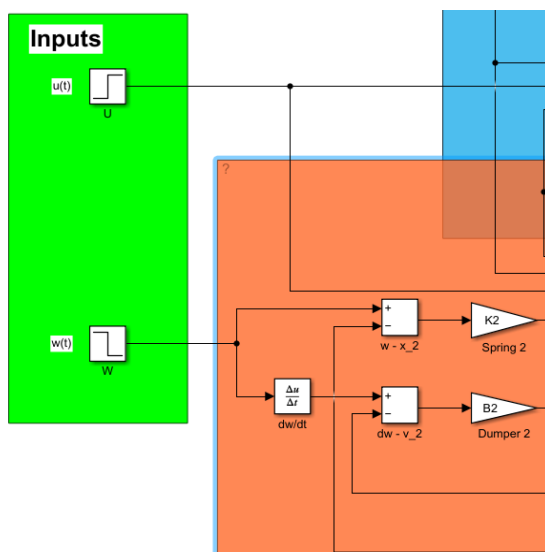 Inputs
u(t)
U
?
w(t)
W
+
−
w - x_2
K2
Spring 2
Δu
Δt
dw/dt
+
−
dw - v_2
B2
Dumper 2